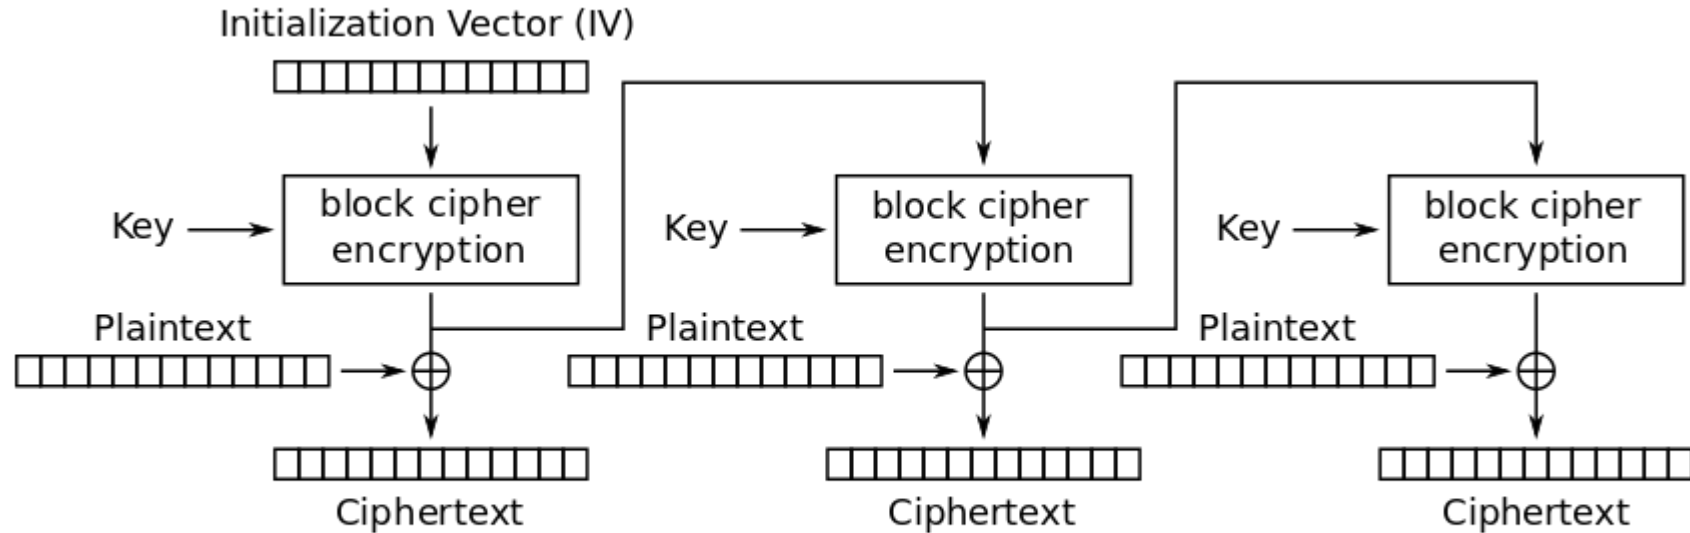 Initialization Vector (IV)
Key
block cipher
encryption
Key
block cipher
encryption
Key
block cipher
encryption
Plaintext
Plaintext
Plaintext
Ciphertext
Ciphertext
Ciphertext